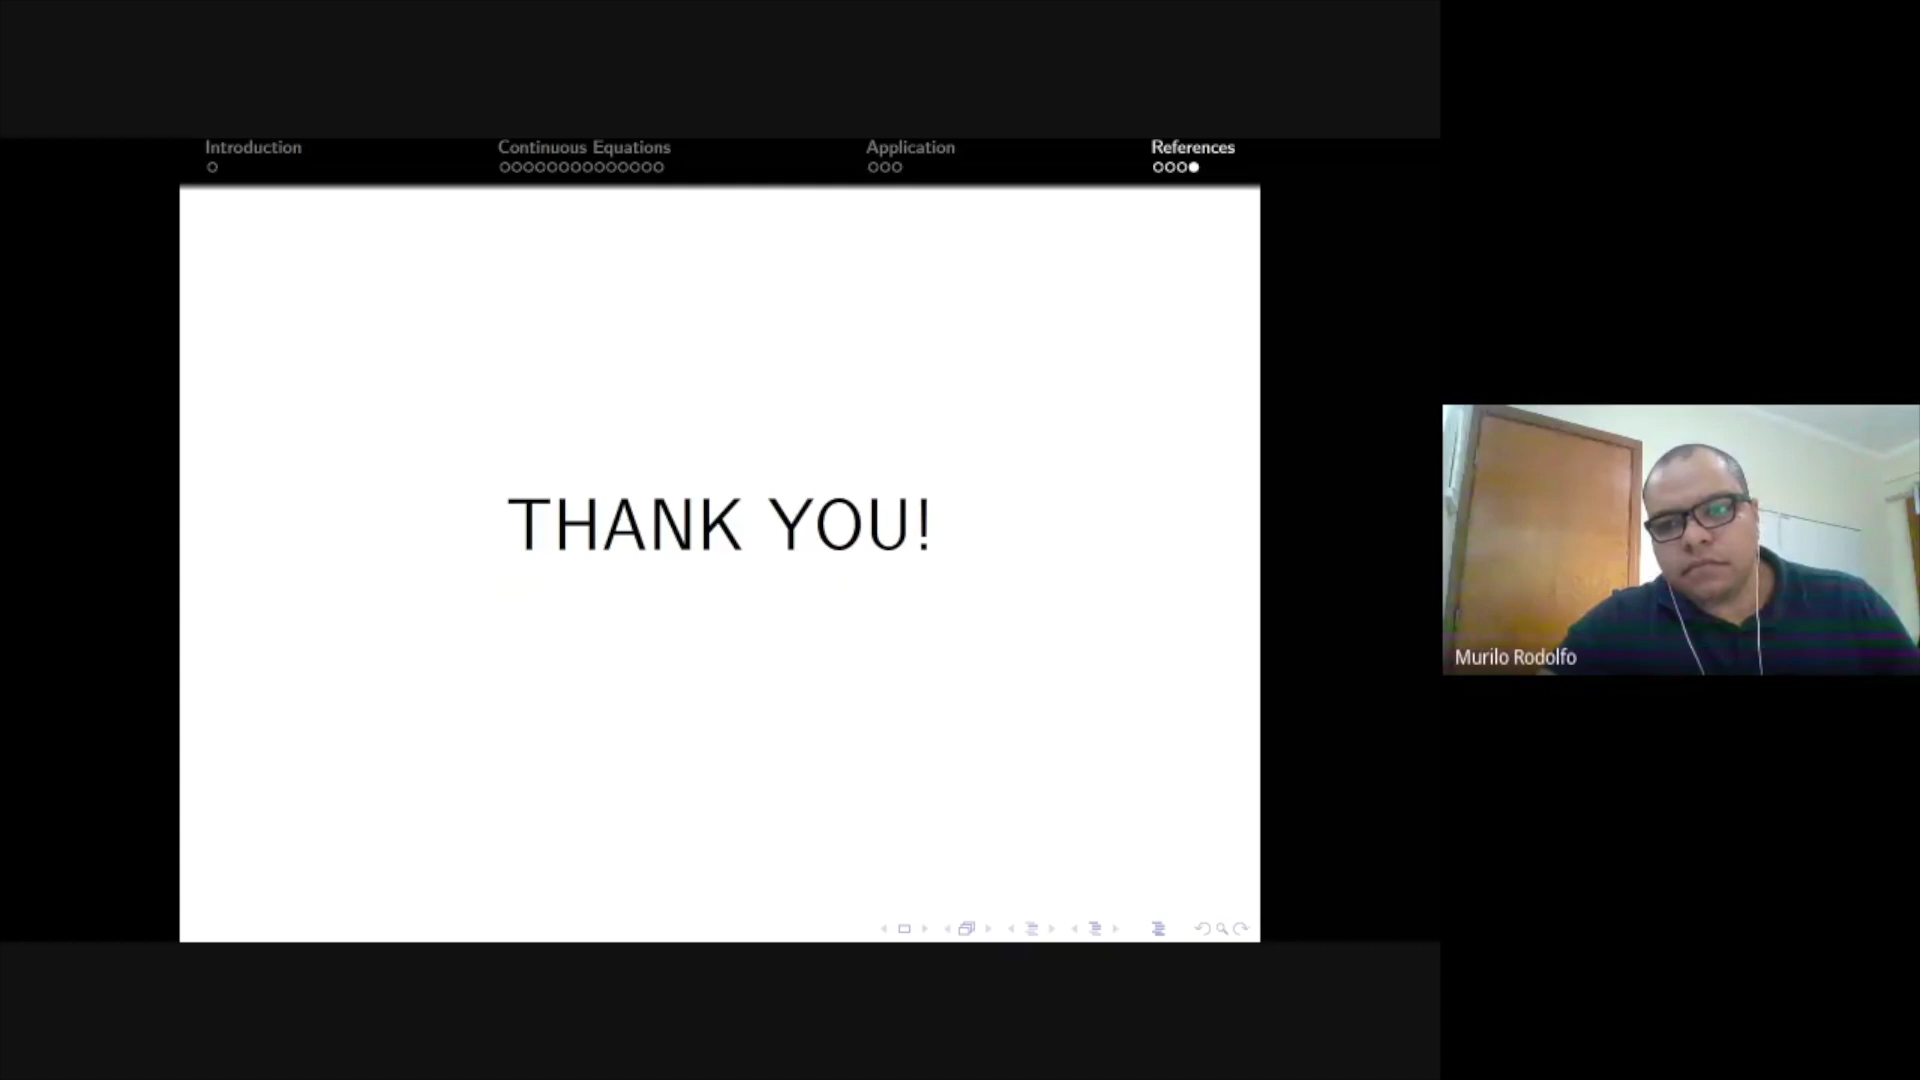 Introduction
Continuous Equations
Application
References
THANK YOU!
Murilo Rodolfo